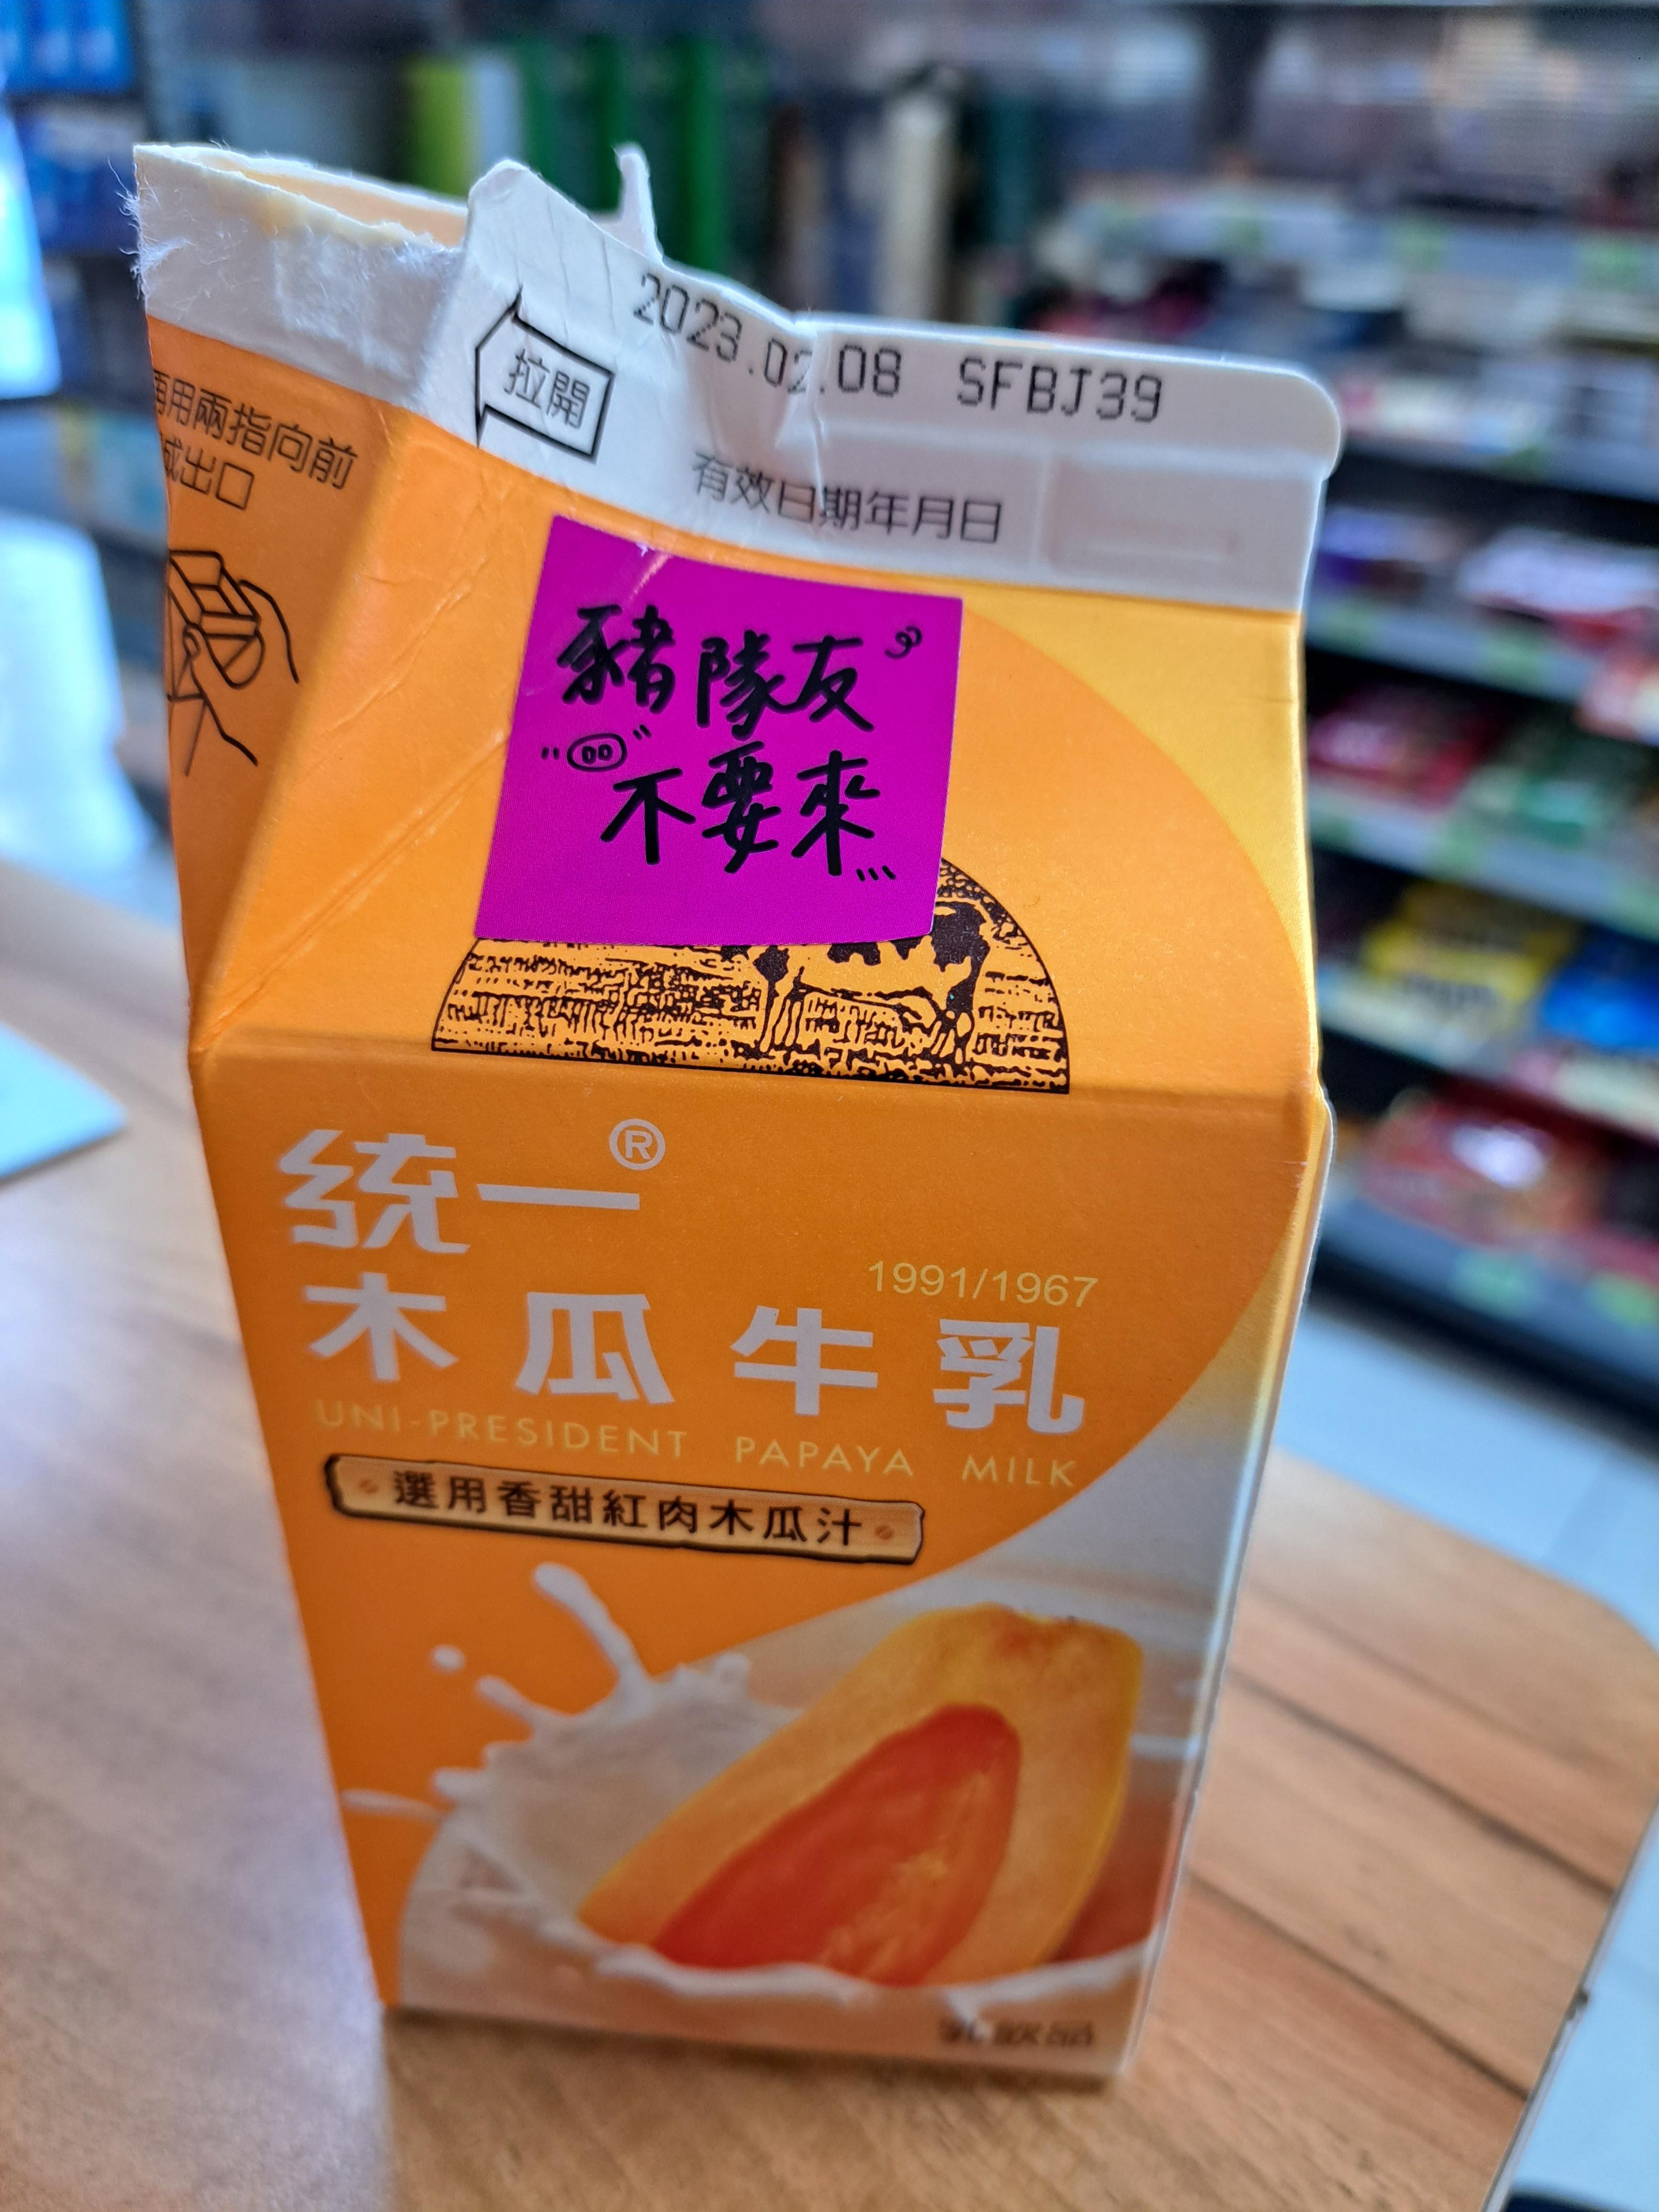 2023.02.08 SFBJ39
拉開
有效日期年月日
再用兩指向前
成出口
豬隊友
不要來
統一®
1991/1967
木瓜牛乳
UNI-PRESIDENT PAPAYA MILK
選用香甜紅肉木瓜汁
乳飲品